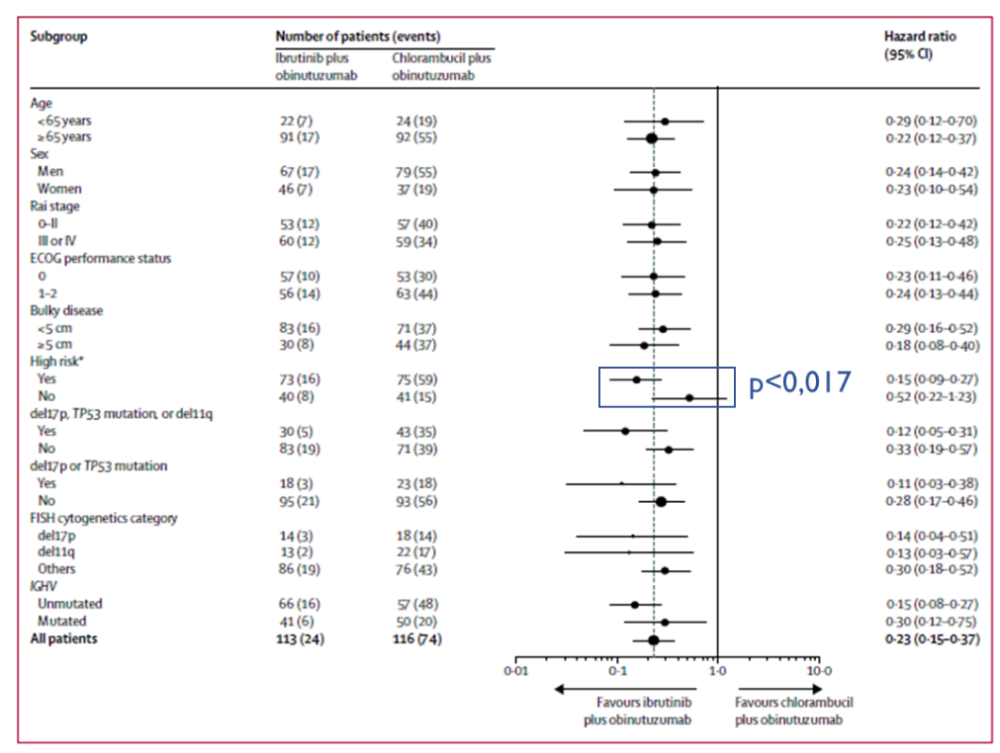 Subgroup Number of patients (events) Hazard ratio (95% CI)
Ibrutinib plus obinutuzumab Chlorambucil plus obinutuzumab
Age
<65 years 22 (7) 24 (19) 0·29 (0·12–0·70)
≥65 years 91 (17) 92 (55) 0·22 (0·12–0·37)
Sex
Men 67 (17) 79 (55) 0·24 (0·14–0·42)
Women 46 (7) 37 (19) 0·23 (0·10–0·54)
Rai stage
0–II 53 (12) 57 (40) 0·22 (0·12–0·42)
III or IV 60 (12) 59 (34) 0·25 (0·13–0·48)
ECOG performance status
0 57 (10) 53 (30) 0·23 (0·11–0·46)
1–2 56 (14) 63 (44) 0·24 (0·13–0·44)
Bulky disease
<5 cm 83 (16) 71 (37) 0·29 (0·16–0·52)
≥5 cm 30 (8) 44 (37) 0·18 (0·08–0·40)
High risk*
Yes 73 (16) 75 (59) 0·15 (0·09–0·27)
No 40 (8) 41 (15) 0·52 (0·22–1·23)
p<0,017
del17p, TP53 mutation, or del11q
Yes 30 (5) 43 (35) 0·12 (0·05–0·31)
No 83 (19) 71 (39) 0·33 (0·19–0·57)
del17p or TP53 mutation
Yes 18 (3) 23 (18) 0·11 (0·03–0·38)
No 95 (21) 93 (56) 0·28 (0·17–0·46)
FISH cytogenetics category
del17p 14 (3) 18 (14) 0·14 (0·04–0·51)
del11q 13 (2) 22 (17) 0·13 (0·03–0·57)
Others 86 (19) 76 (43) 0·30 (0·18–0·52)
IGHV
Unmutated 66 (16) 57 (48) 0·15 (0·08–0·27)
Mutated 41 (6) 50 (20) 0·30 (0·12–0·75)
All patients 113 (24) 116 (74) 0·23 (0·15–0·37)
0·01 0·1 1·0 10·0
Favours ibrutinib plus obinutuzumab Favours chlorambucil plus obinutuzumab